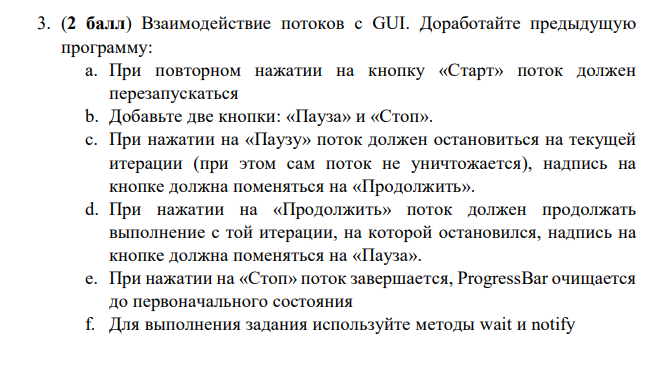 3. (2 балл) Взаимодействие потоков с GUI. Доработайте предыдущую
программу:
a. При повторном нажатии на кнопку «Старт» поток должен
перезапускаться
b. Добавьте две кнопки: «Пауза» и «Стоп».
c. При нажатии на «Паузу» поток должен остановиться на текущей
итерации (при этом сам поток не уничтожается), надпись на
кнопке должна поменяться на «Продолжить».
d. При нажатии на «Продолжить» поток должен продолжать
выполнение с той итерации, на которой остановился, надпись на
кнопке должна поменяться на «Пауза».
e. При нажатии на «Стоп» поток завершается, ProgressBar очищается
до первоначального состояния
f. Для выполнения задания используйте методы wait и notify